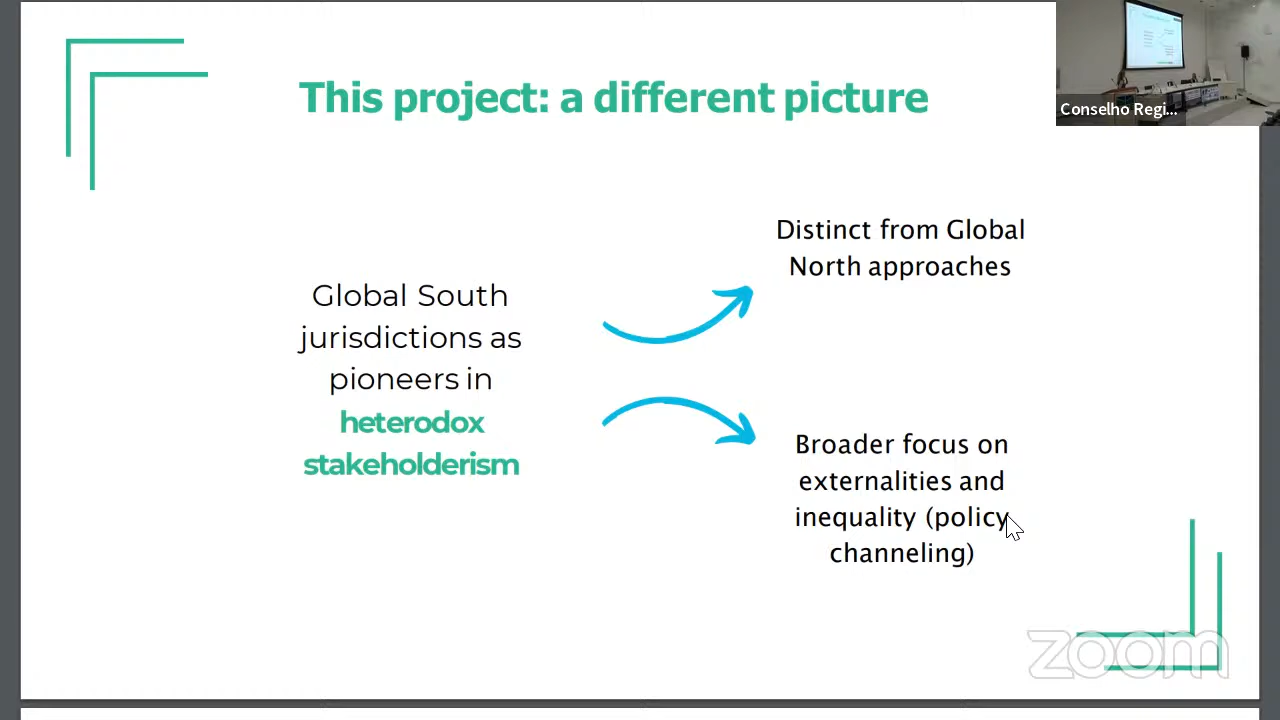 This project: a different picture
Conselho Regi...
Distinct from Global
North approaches
Global South
jurisdictions as
pioneers in
heterodox
stakeholderism
Broader focus on
externalities and
inequality (policy
channeling)
zoom